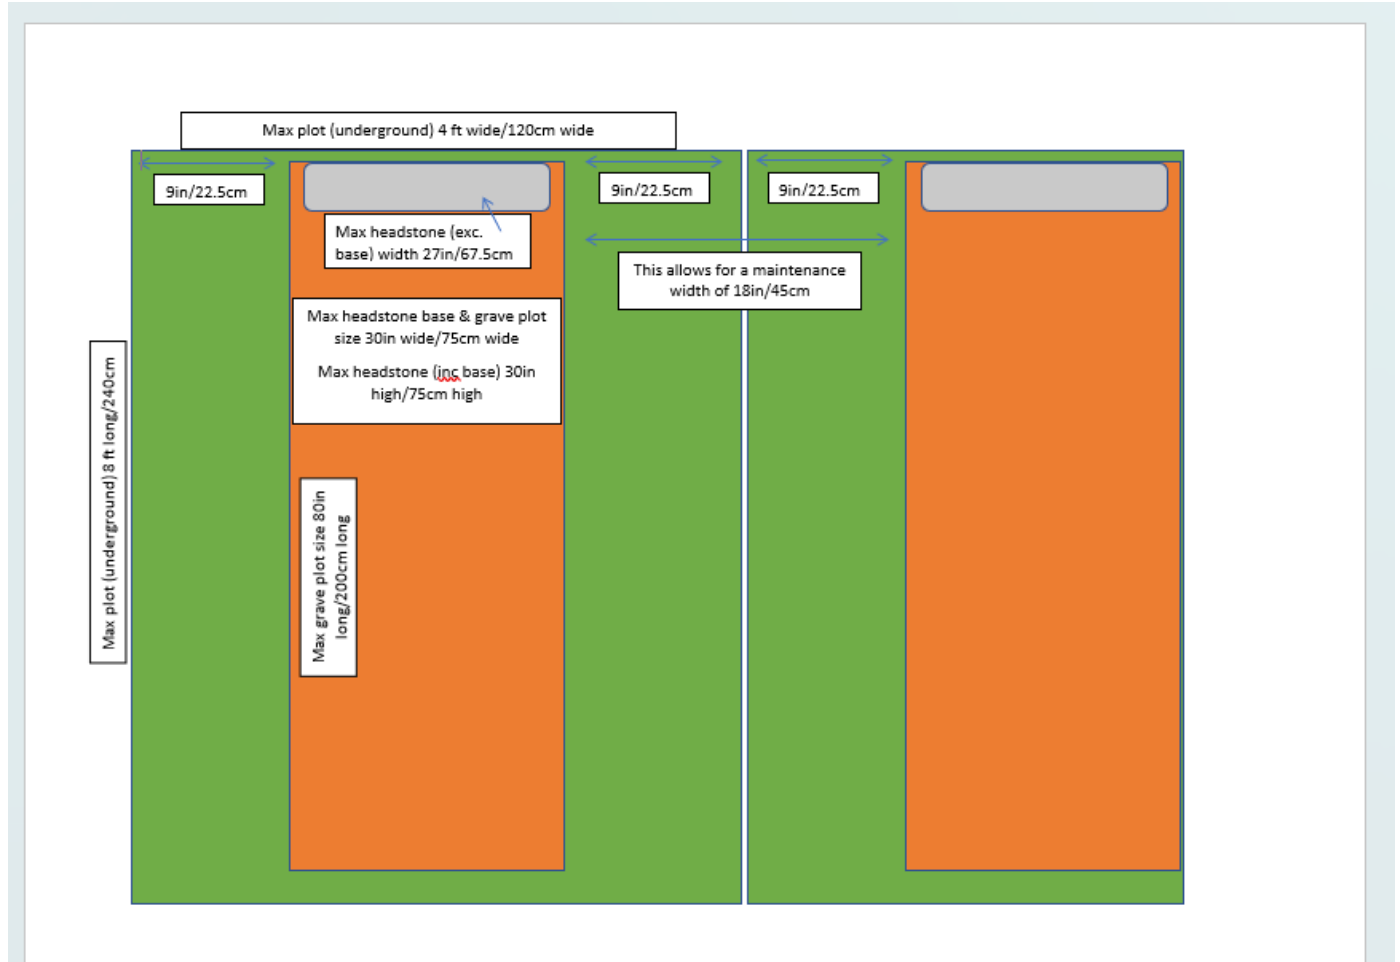 Max plot (underground) 4 ft wide/120cm wide
9in/22.5cm
9in/22.5cm
9in/22.5cm
Max headstone (exc.
base) width 27in/67.5cm
This allows for a maintenance
width of 18in/45cm
Max headstone base & grave plot
size 30in wide/75cm wide
Max headstone (inc base) 30in
high/75cm high
Max plot (underground) 8 ft long/240cm
Max grave plot size 80in
long/200cm long